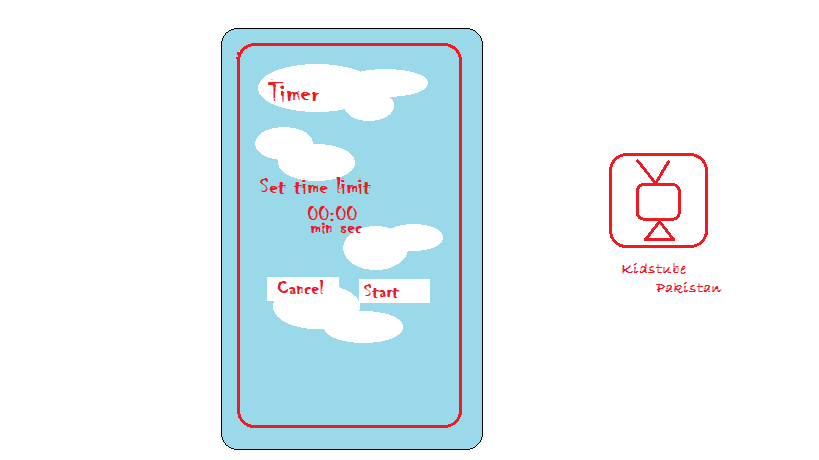 Timer
Set time limit
00:00
min sec
Cancel
Start
Kidstube
Pakistan